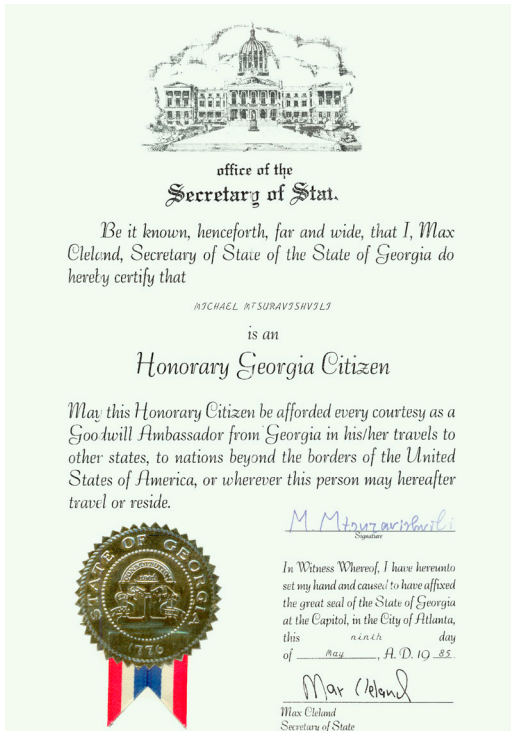 office of the
Secretary of Stat.
Be it known, henceforth, far and wide, that I, Max
Cleland, Secretary of State of the State of Georgia do
hereby certify that
MICHAEL MTSURAVISHVILI
is an
Honorary Georgia Citizen
May this Honorary Citizen be afforded every courtesy as a
Goodwill Ambassador from Georgia in his/her travels to
other states, to nations beyond the borders of the United
States of America, or wherever this person may hereafter
travel or reside.
M. Mtsuravishvili
Signature
STATE OF GEORGIA
CONSTITUTION
1776
In Witness Whereof, I have hereunto
set my hand and caused to have affixed
the great seal of the State of Georgia
at the Capitol, in the City of Atlanta,
this ninth day
of May, A. D. 19 85.
Max Cleland
Max Cleland
Secretary of State